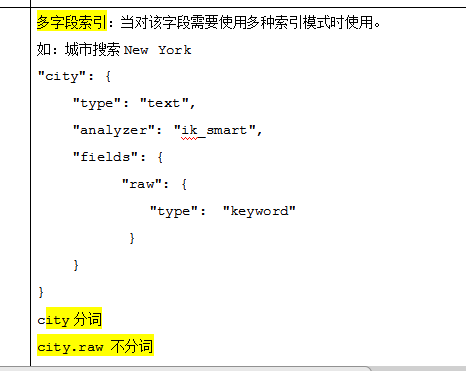 多字段索引：当对该字段需要使用多种索引模式时使用。
如：城市搜索 New York
"city": {
"type": "text",
"analyzer": "ik_smart",
"fields": {
"raw": {
"type": "keyword"
}
}
}
city 分词
city.raw 不分词